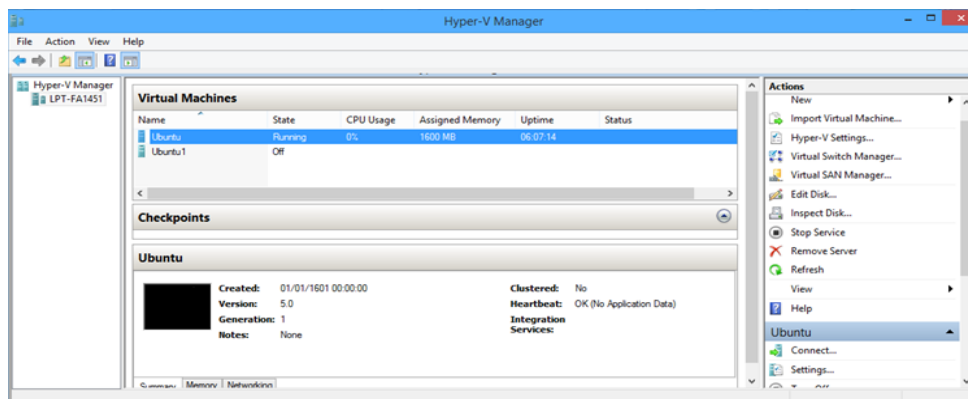 Hyper-V Manager
File Action View Help
Hyper-V Manager
LPT-FA1451
Virtual Machines
Name State CPU Usage Assigned Memory Uptime Status
Ubuntu Running 0% 1600 MB 06:07:14
Ubuntu1 Off
Checkpoints
Ubuntu
Created: 01/01/1601 00:00:00 Clustered: No
Version: 5.0 Heartbeat: OK (No Application Data)
Generation: 1 Integration
Services:
Notes: None
Summary Memory Networking
Actions
New
Import Virtual Machine...
Hyper-V Settings...
Virtual Switch Manager...
Virtual SAN Manager...
Edit Disk...
Inspect Disk...
Stop Service
Remove Server
Refresh
View
Help
Ubuntu
Connect...
Settings...